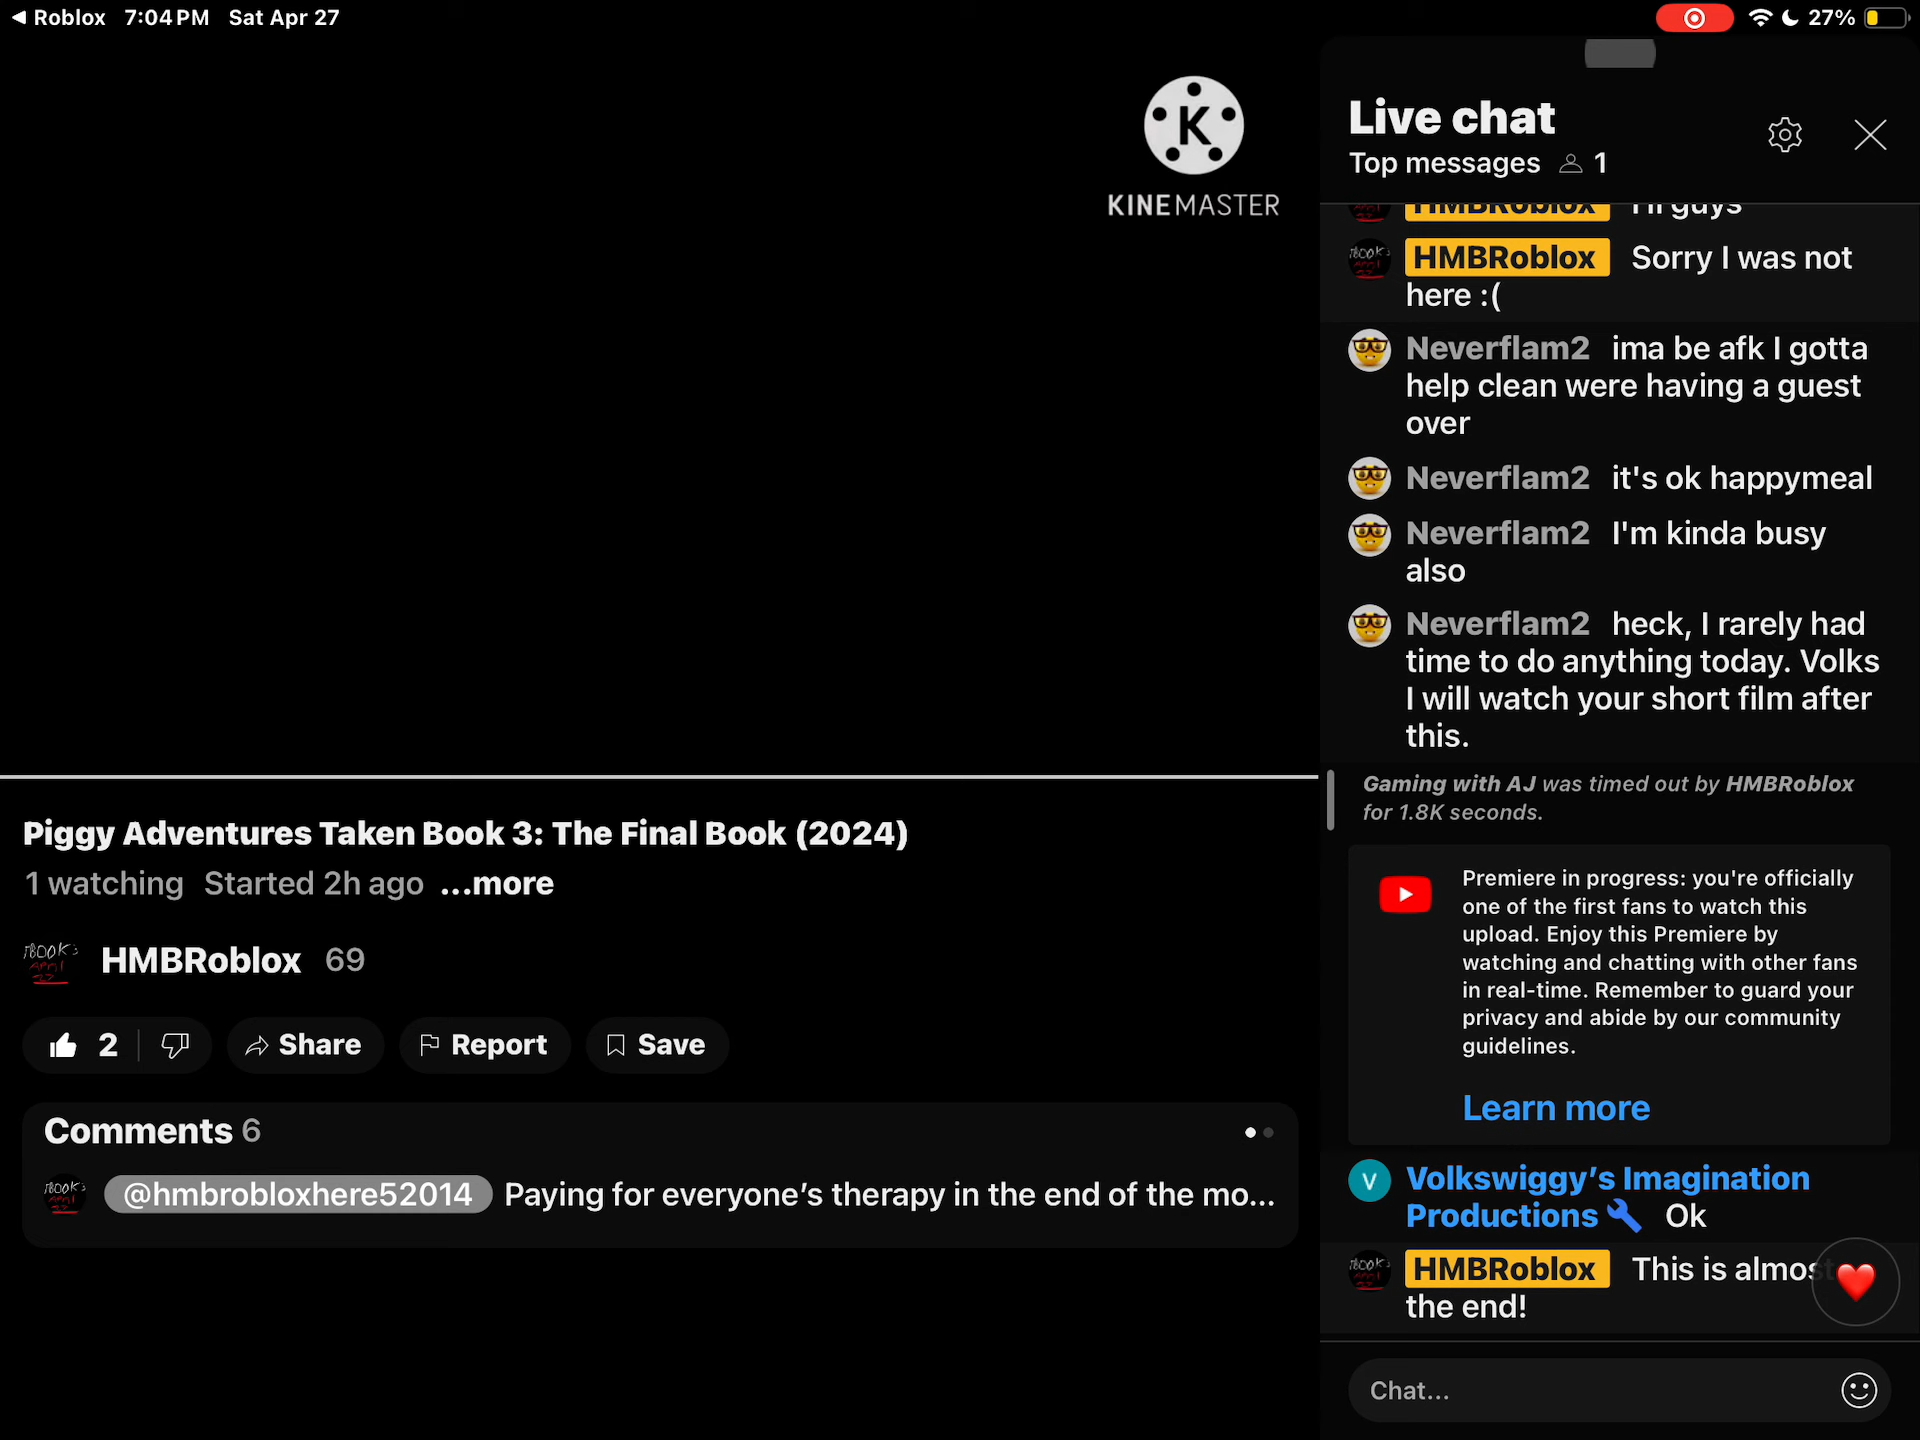 Roblox 7:04 PM Sat Apr 27
27%
K
KINEMASTER
Live chat
Top messages 1
HMBRoblox Hi guys
HMBRoblox Sorry I was not
here :(
Neverflam2 ima be afk I gotta
help clean were having a guest
over
Neverflam2 it's ok happymeal
Neverflam2 I'm kinda busy
also
Neverflam2 heck, I rarely had
time to do anything today. Volks
I will watch your short film after
this.
Gaming with AJ was timed out by HMBRoblox
for 1.8K seconds.
Premiere in progress: you're officially
one of the first fans to watch this
upload. Enjoy this Premiere by
watching and chatting with other fans
in real-time. Remember to guard your
privacy and abide by our community
guidelines.
Learn more
V
Volkswiggy’s Imagination
Productions Ok
HMBRoblox This is almost
the end!
Chat...
Piggy Adventures Taken Book 3: The Final Book (2024)
1 watching Started 2h ago ...more
HMBRoblox 69
2 Share Report Save
Comments 6
@hmbrobloxhere52014 Paying for everyone’s therapy in the end of the mo...